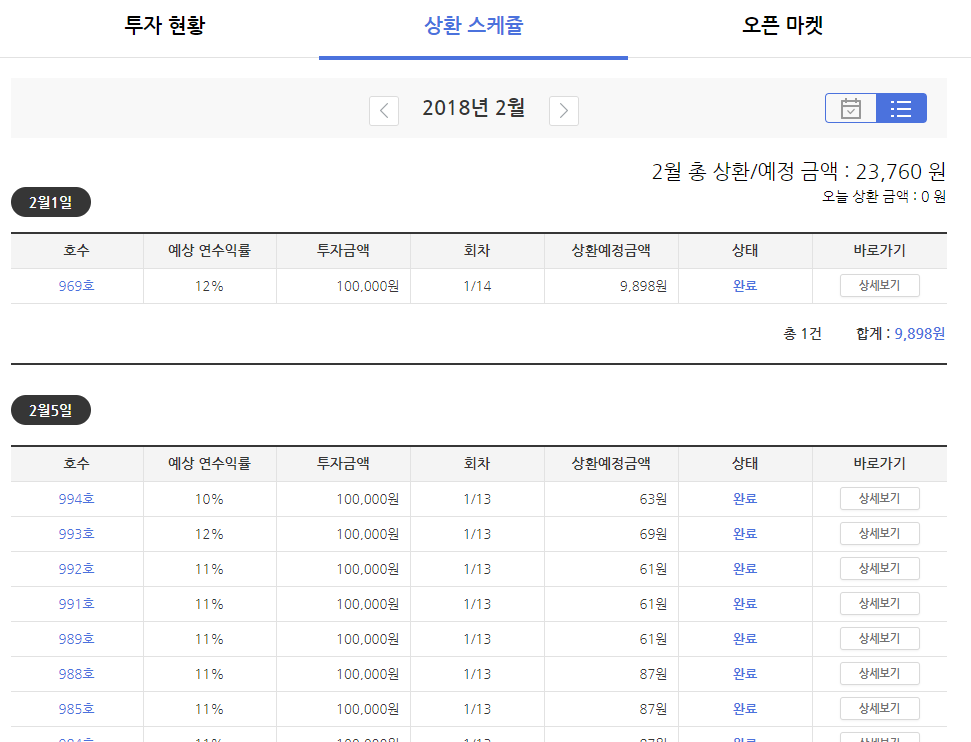 투자 현황 상환 스케쥴 오픈 마켓
2018년 2월
2월 총 상환/예정 금액 : 23,760 원
오늘 상환 금액 : 0 원
2월1일
호수 예상 연수익률 투자금액 회차 상환예정금액 상태 바로가기
969호 12% 100,000원 1/14 9,898원 완료 상세보기
총 1건 합계 : 9,898원
2월5일
호수 예상 연수익률 투자금액 회차 상환예정금액 상태 바로가기
994호 10% 100,000원 1/13 63원 완료 상세보기
993호 12% 100,000원 1/13 69원 완료 상세보기
992호 11% 100,000원 1/13 61원 완료 상세보기
991호 11% 100,000원 1/13 61원 완료 상세보기
989호 11% 100,000원 1/13 61원 완료 상세보기
988호 11% 100,000원 1/13 87원 완료 상세보기
985호 11% 100,000원 1/13 87원 완료 상세보기